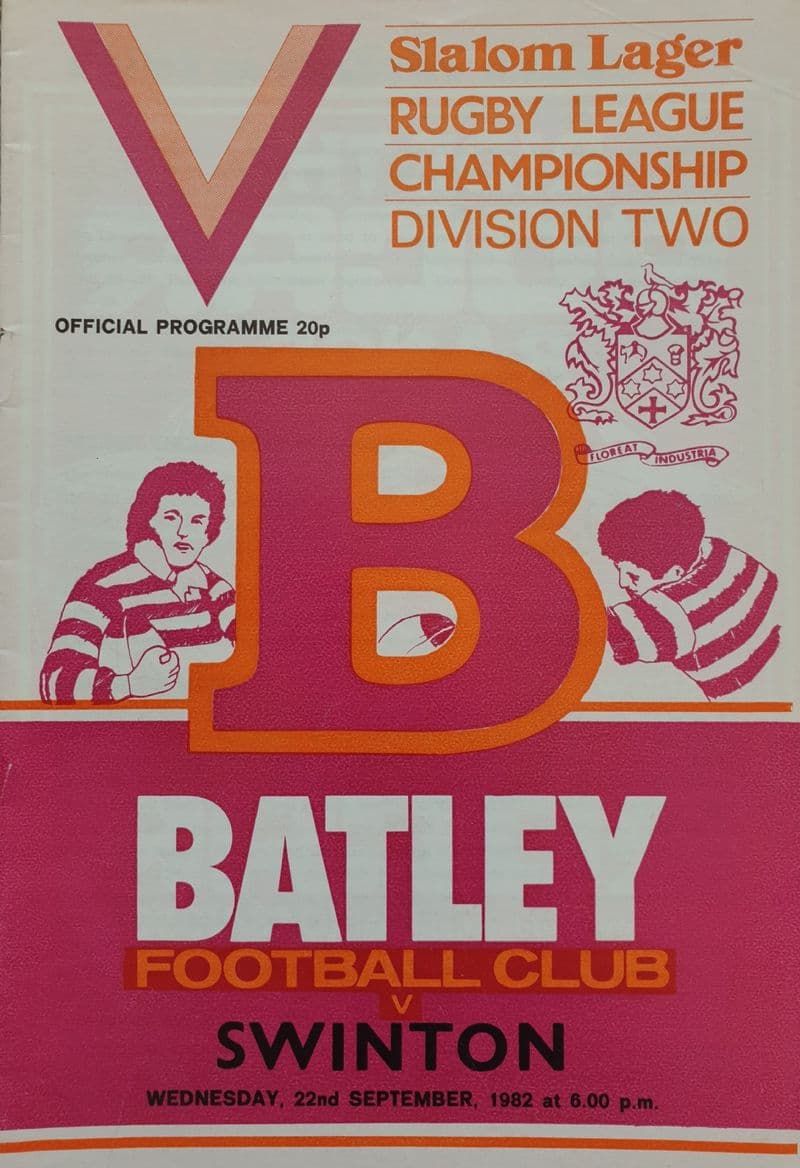 Slalom Lager
RUGBY LEAGUE
CHAMPIONSHIP
DIVISION TWO
OFFICIAL PROGRAMME 20p
FLOREAT INDUSTRIA
B
BATLEY
FOOTBALL CLUB
V
SWINTON
WEDNESDAY, 22nd SEPTEMBER, 1982 at 6.00 p.m.